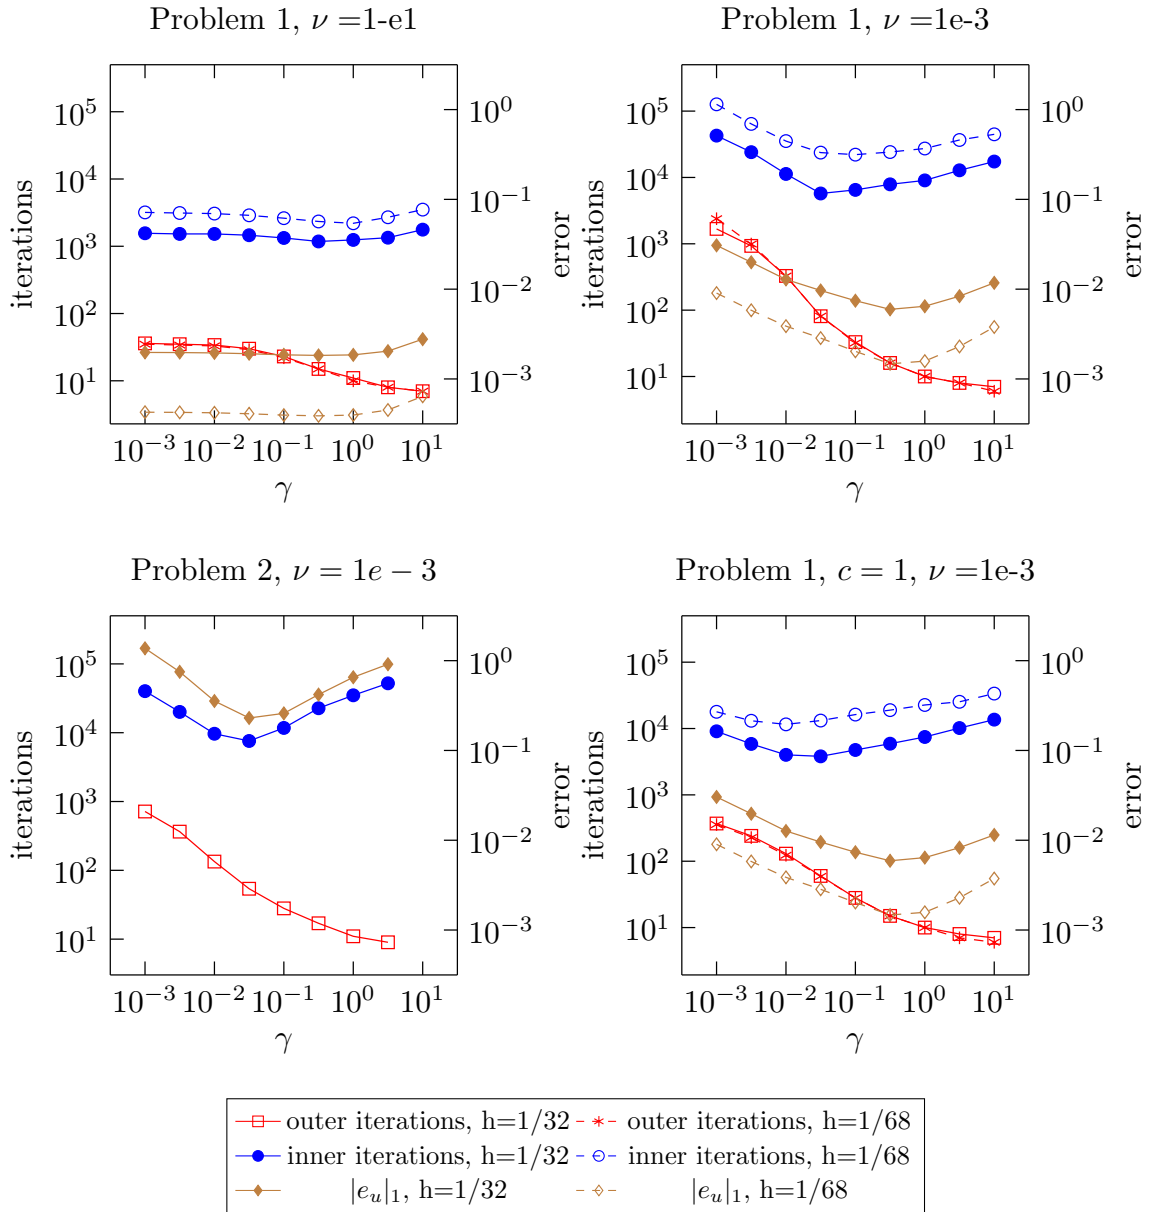 Problem 1, ν =1-e1
10^5
10^4
10^3
10^2
10^1
iterations
10^0
10^−1
10^−2
10^−3
error
10^−3 10^−2 10^−1 10^0 10^1
γ
Problem 1, ν =1e-3
10^5
10^4
10^3
10^2
10^1
iterations
10^0
10^−1
10^−2
10^−3
error
10^−3 10^−2 10^−1 10^0 10^1
γ
Problem 2, ν = 1e − 3
10^5
10^4
10^3
10^2
10^1
iterations
10^0
10^−1
10^−2
10^−3
error
10^−3 10^−2 10^−1 10^0 10^1
γ
Problem 1, c = 1, ν =1e-3
10^5
10^4
10^3
10^2
10^1
iterations
10^0
10^−1
10^−2
10^−3
error
10^−3 10^−2 10^−1 10^0 10^1
γ
outer iterations, h=1/32 outer iterations, h=1/68
inner iterations, h=1/32 inner iterations, h=1/68
|e_u|_1, h=1/32 |e_u|_1, h=1/68